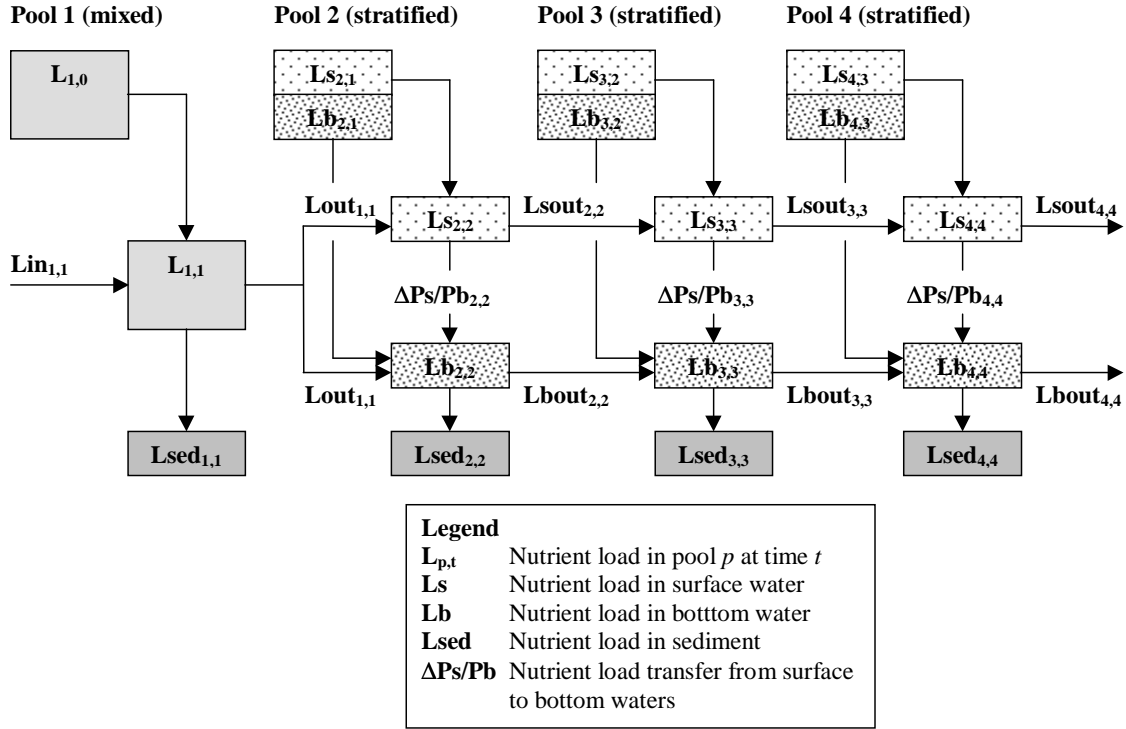 Pool 1 (mixed) Pool 2 (stratified) Pool 3 (stratified) Pool 4 (stratified)
L1,0 Ls2,1 Ls3,2 Ls4,3
Lb2,1 Lb3,2 Lb4,3
Lout1,1 Lsout2,2 Lsout3,3 Lsout4,4
Ls2,2 Ls3,3 Ls4,4
Lin1,1 L1,1
ΔPs/Pb2,2 ΔPs/Pb3,3 ΔPs/Pb4,4
Lb2,2 Lb3,3 Lb4,4
Lout1,1 Lbout2,2 Lbout3,3 Lbout4,4
Lsed1,1 Lsed2,2 Lsed3,3 Lsed4,4
Legend
Lp,t Nutrient load in pool p at time t
Ls Nutrient load in surface water
Lb Nutrient load in botttom water
Lsed Nutrient load in sediment
ΔPs/Pb Nutrient load transfer from surface
to bottom waters